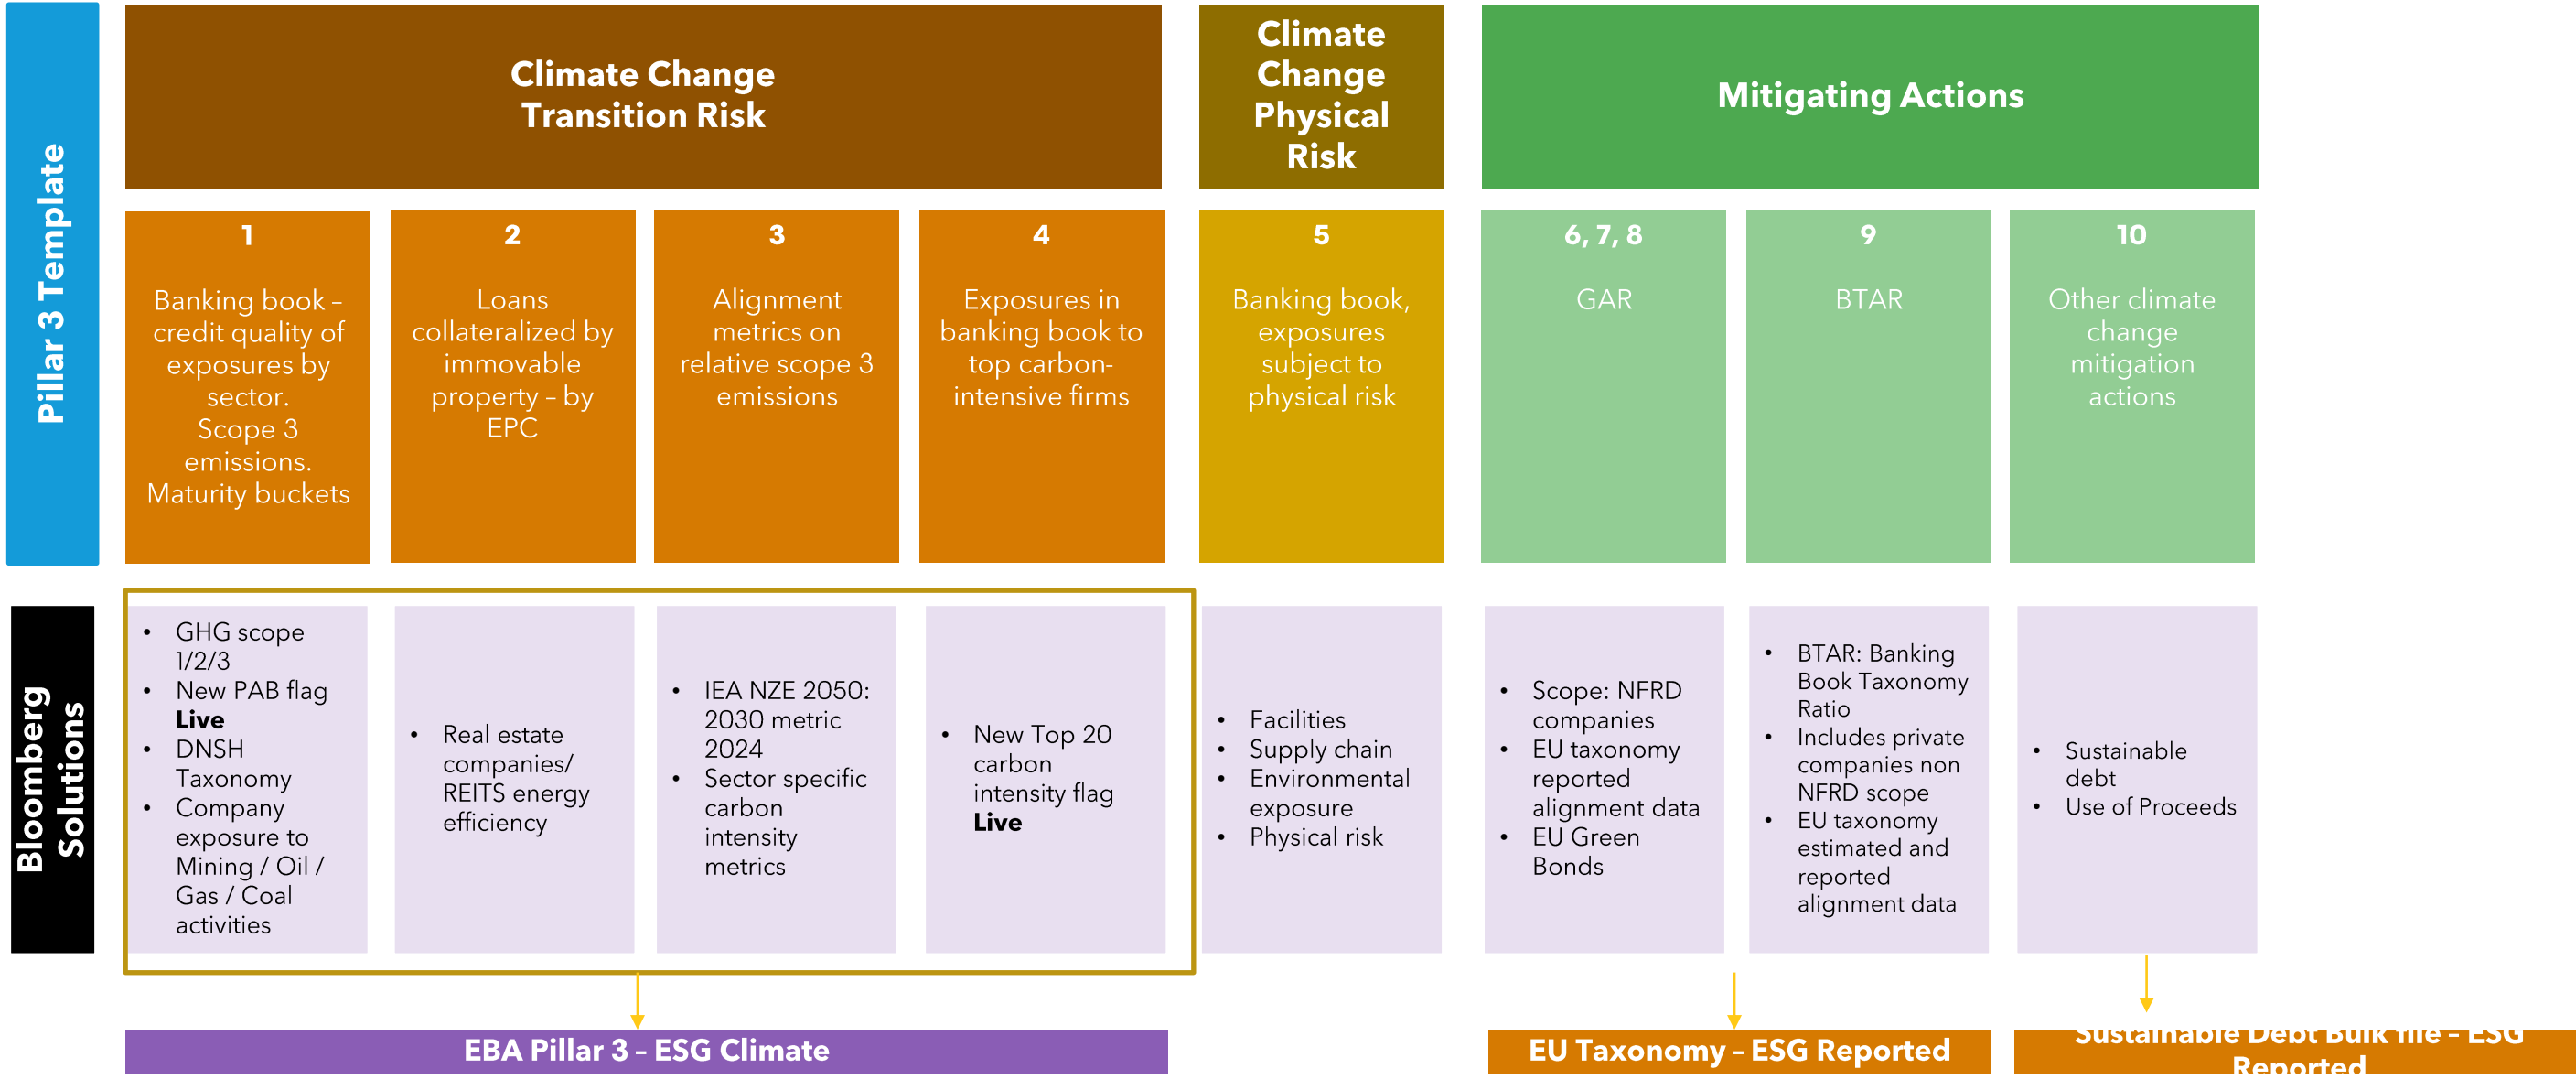 Pillar 3 Template
Climate Change
Transition Risk
Climate
Change
Physical
Risk
Mitigating Actions
1
Banking book –
credit quality of
exposures by
sector.
Scope 3
emissions.
Maturity buckets
2
Loans
collateralized by
immovable
property – by
EPC
3
Alignment
metrics on
relative scope 3
emissions
4
Exposures in
banking book to
top carbon-
intensive firms
5
Banking book,
exposures
subject to
physical risk
6, 7, 8
GAR
9
BTAR
10
Other climate
change
mitigation
actions
Bloomberg
Solutions
• GHG scope
1/2/3
• New PAB flag
Live
• DNSH
Taxonomy
• Company
exposure to
Mining / Oil /
Gas / Coal
activities
• Real estate
companies/
REITS energy
efficiency
• IEA NZE 2050:
2030 metric
2024
• Sector specific
carbon
intensity
metrics
• New Top 20
carbon
intensity flag
Live
• Facilities
• Supply chain
• Environmental
exposure
• Physical risk
• Scope: NFRD
companies
• EU taxonomy
reported
alignment data
• EU Green
Bonds
• BTAR: Banking
Book Taxonomy
Ratio
• Includes private
companies non
NFRD scope
• EU taxonomy
estimated and
reported
alignment data
• Sustainable
debt
• Use of Proceeds
EBA Pillar 3 – ESG Climate
EU Taxonomy – ESG Reported
Sustainable Debt Bulk file – ESG
Reported